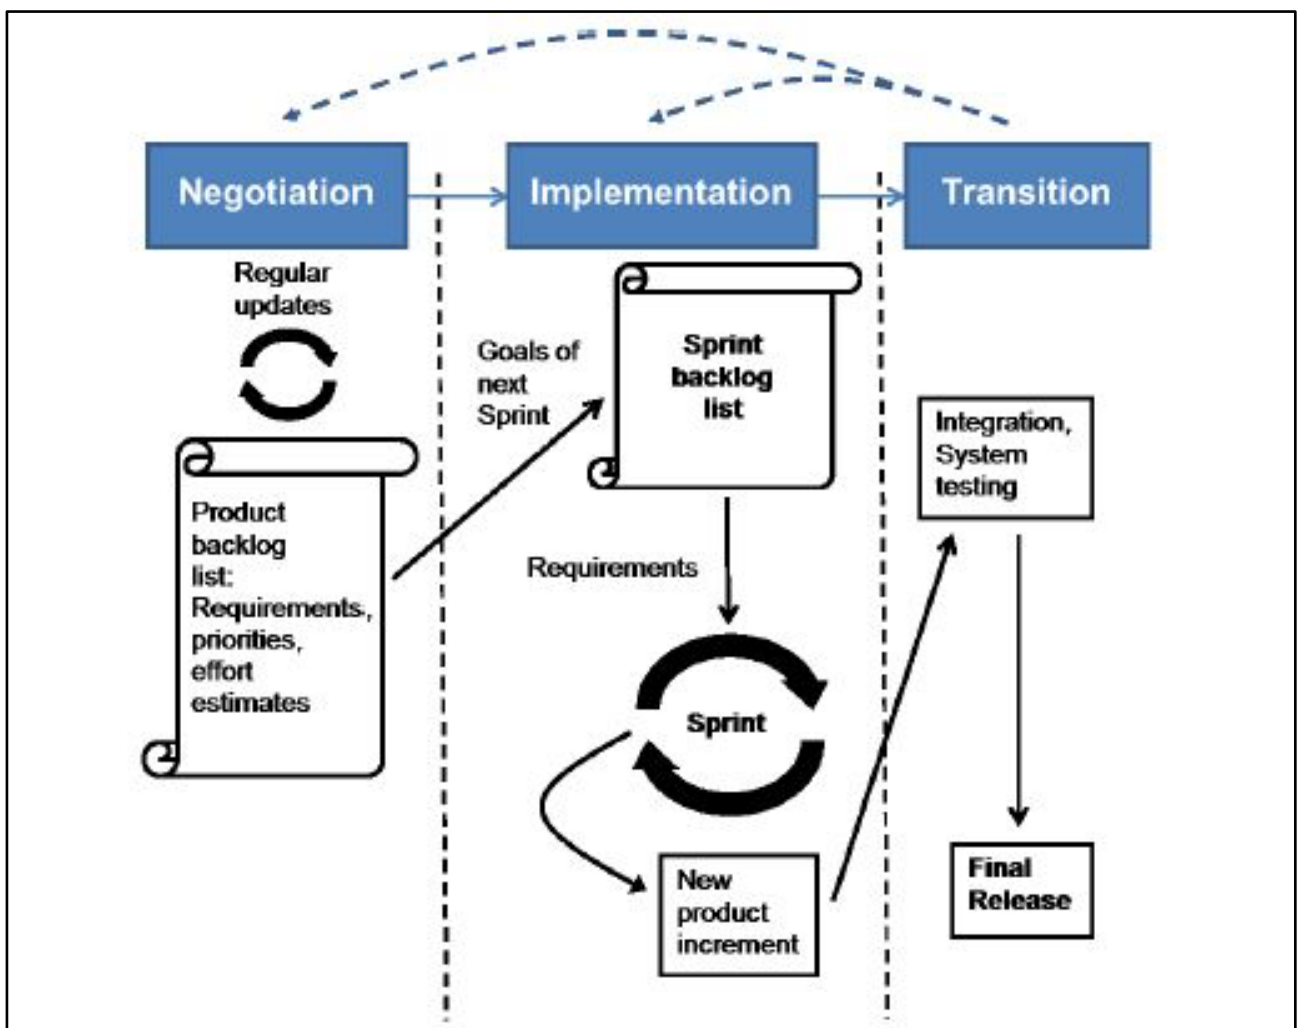 Negotiation
Implementation
Transition
Regular
updates
Product
backlog
list:
Requirements,
priorities,
effort
estimates
Goals of
next
Sprint
Sprint
backlog
list
Requirements
Sprint
New
product
increment
Integration,
System
testing
Final
Release